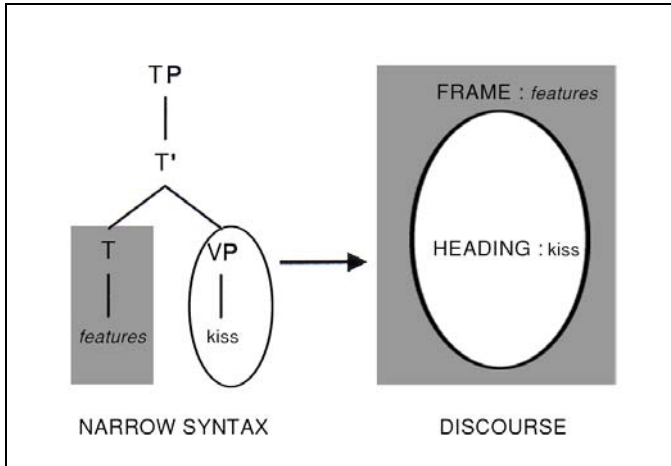 TP
T'
T VP
features kiss
NARROW SYNTAX
FRAME : features
HEADING : kiss
DISCOURSE